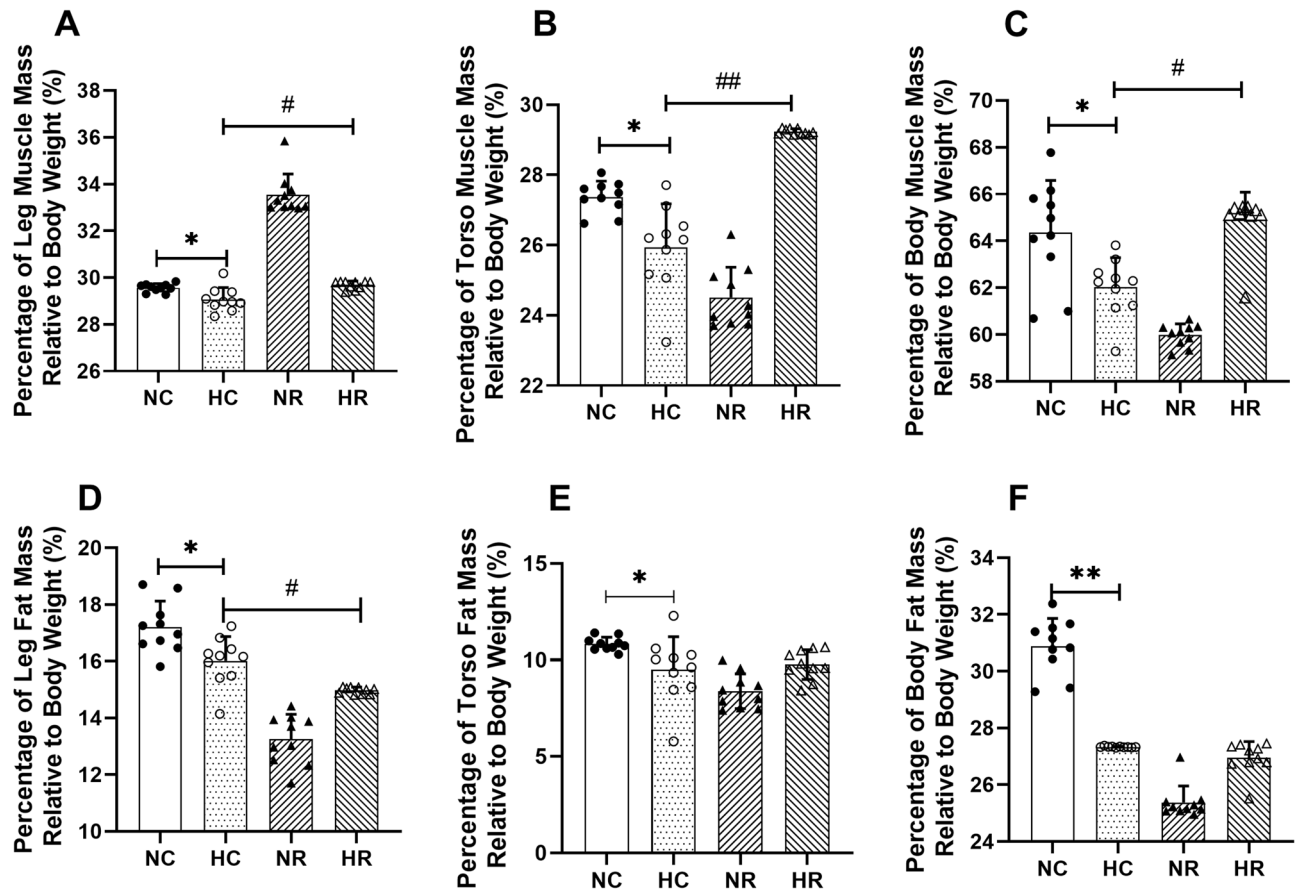 A
Percentage of Leg Muscle Mass
Relative to Body Weight (%)
38
36
34
32
30
28
26
*
#
NC HC NR HR
B
Percentage of Torso Muscle Mass
Relative to Body Weight (%)
30
28
26
24
22
*
##
NC HC NR HR
C
Percentage of Body Muscle Mass
Relative to Body Weight (%)
70
66
64
62
60
58
*
#
NC HC NR HR
D
Percentage of Leg Fat Mass
Relative to Body Weight (%)
20
18
16
14
12
10
*
#
NC HC NR HR
E
Percentage of Torso Fat Mass
Relative to Body Weight (%)
15
10
5
0
*
NC HC NR HR
F
Percentage of Body Fat Mass
Relative to Body Weight (%)
34
32
30
28
26
24
**
NC HC NR HR